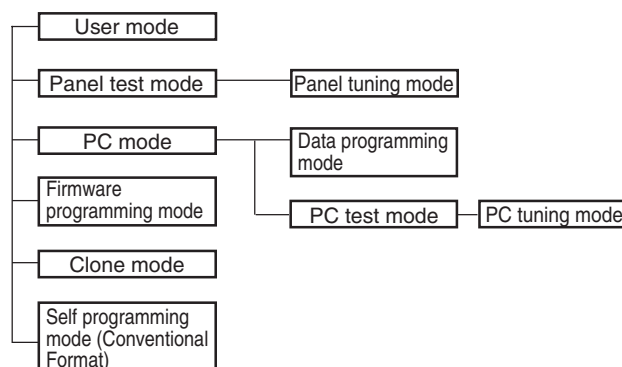 User mode
Panel test mode
Panel tuning mode
PC mode
Data programming
mode
Firmware
programming mode
PC test mode
PC tuning mode
Clone mode
Self programming
mode (Conventional
Format)